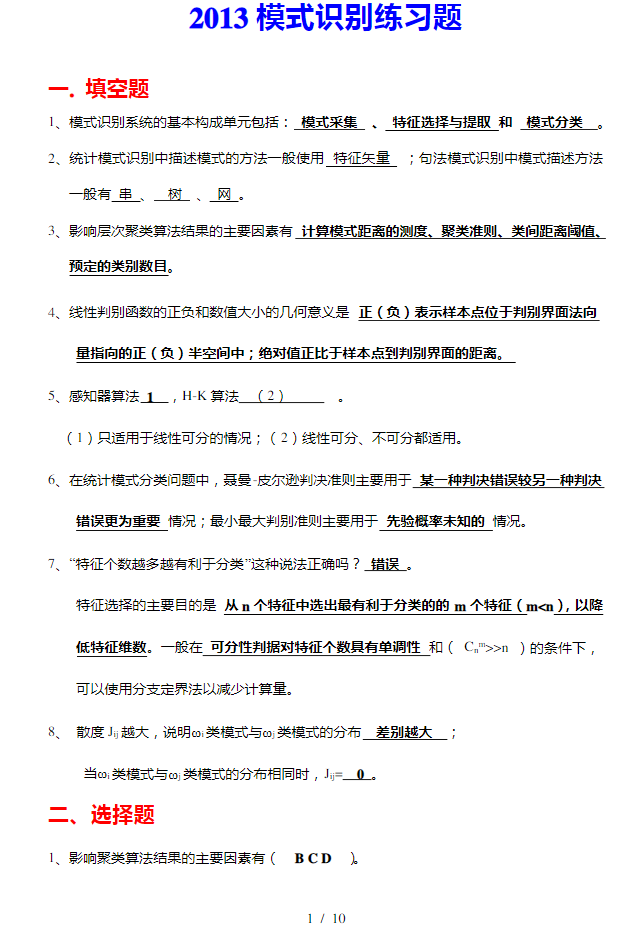 2013 模式识别练习题
一. 填空题
1、模式识别系统的基本构成单元包括： 模式采集 、 特征选择与提取 和 模式分类 。
2、统计模式识别中描述模式的方法一般使用 特征矢量 ；句法模式识别中模式描述方法
一般有 串 、 树 、 网 。
3、影响层次聚类算法结果的主要因素有 计算模式距离的测度、聚类准则、类间距离阈值、
预定的类别数目。
4、线性判别函数的正负和数值大小的几何意义是 正（负）表示样本点位于判别界面法向
量指向的正（负）半空间中；绝对值正比于样本点到判别界面的距离。
5、感知器算法 1 ，H-K 算法 （2） 。
（1）只适用于线性可分的情况；（2）线性可分、不可分都适用。
6、在统计模式分类问题中，聂曼-皮尔逊判决准则主要用于 某一种判决错误较另一种判决
错误更为重要 情况；最小最大判别准则主要用于 先验概率未知的 情况。
7、“特征个数越多越有利于分类”这种说法正确吗？ 错误 。
特征选择的主要目的是 从 n 个特征中选出最有利于分类的的 m 个特征（m<n），以降
低特征维数。一般在 可分性判据对特征个数具有单调性 和（ Cnm>>n ）的条件下，
可以使用分支定界法以减少计算量。
8、 散度 Jij 越大，说明ωi 类模式与ωj 类模式的分布 差别越大 ；
当ωi 类模式与ωj 类模式的分布相同时，Jij= 0 。
二、选择题
1、影响聚类算法结果的主要因素有（ B C D ）。
1 / 10